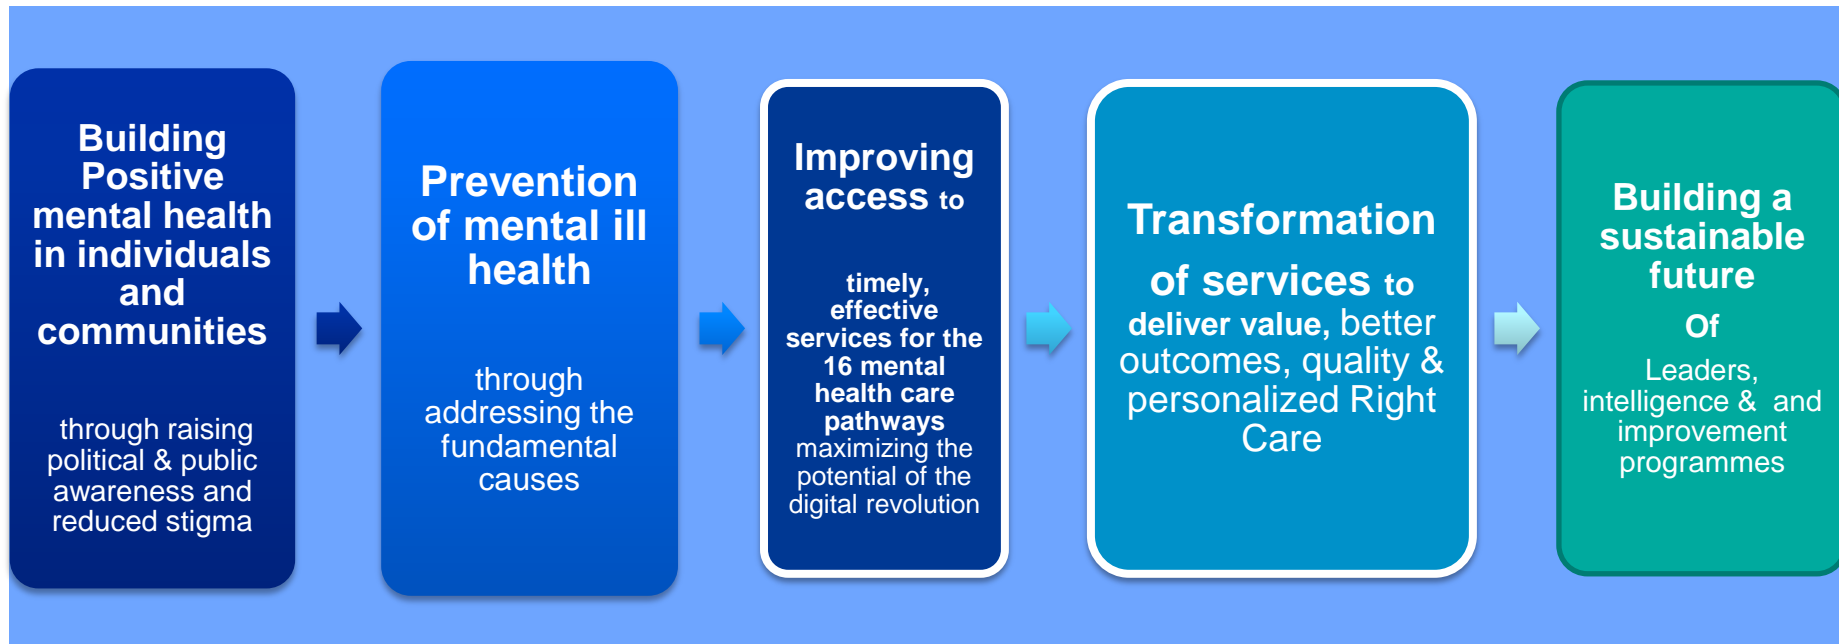 Building
Positive
mental health
in individuals
and
communities
through raising
political & public
awareness and
reduced stigma
Prevention
of mental ill
health
through
addressing the
fundamental
causes
Improving
access to
timely,
effective
services for the
16 mental
health care
pathways
maximizing the
potential of the
digital revolution
Transformation
of services to
deliver value, better
outcomes, quality &
personalized Right
Care
Building a
sustainable
future
Of
Leaders,
intelligence &  and
improvement
programmes